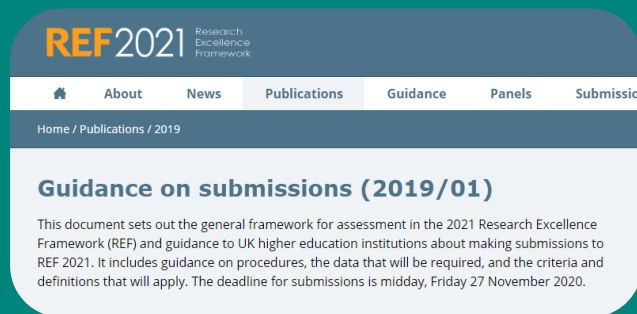 REF2021 Research
Excellence
Framework
About News Publications Guidance Panels Submissio
Home / Publications / 2019
Guidance on submissions (2019/01)
This document sets out the general framework for assessment in the 2021 Research Excellence
Framework (REF) and guidance to UK higher education institutions about making submissions to
REF 2021. It includes guidance on procedures, the data that will be required, and the criteria and
definitions that will apply. The deadline for submissions is midday, Friday 27 November 2020.